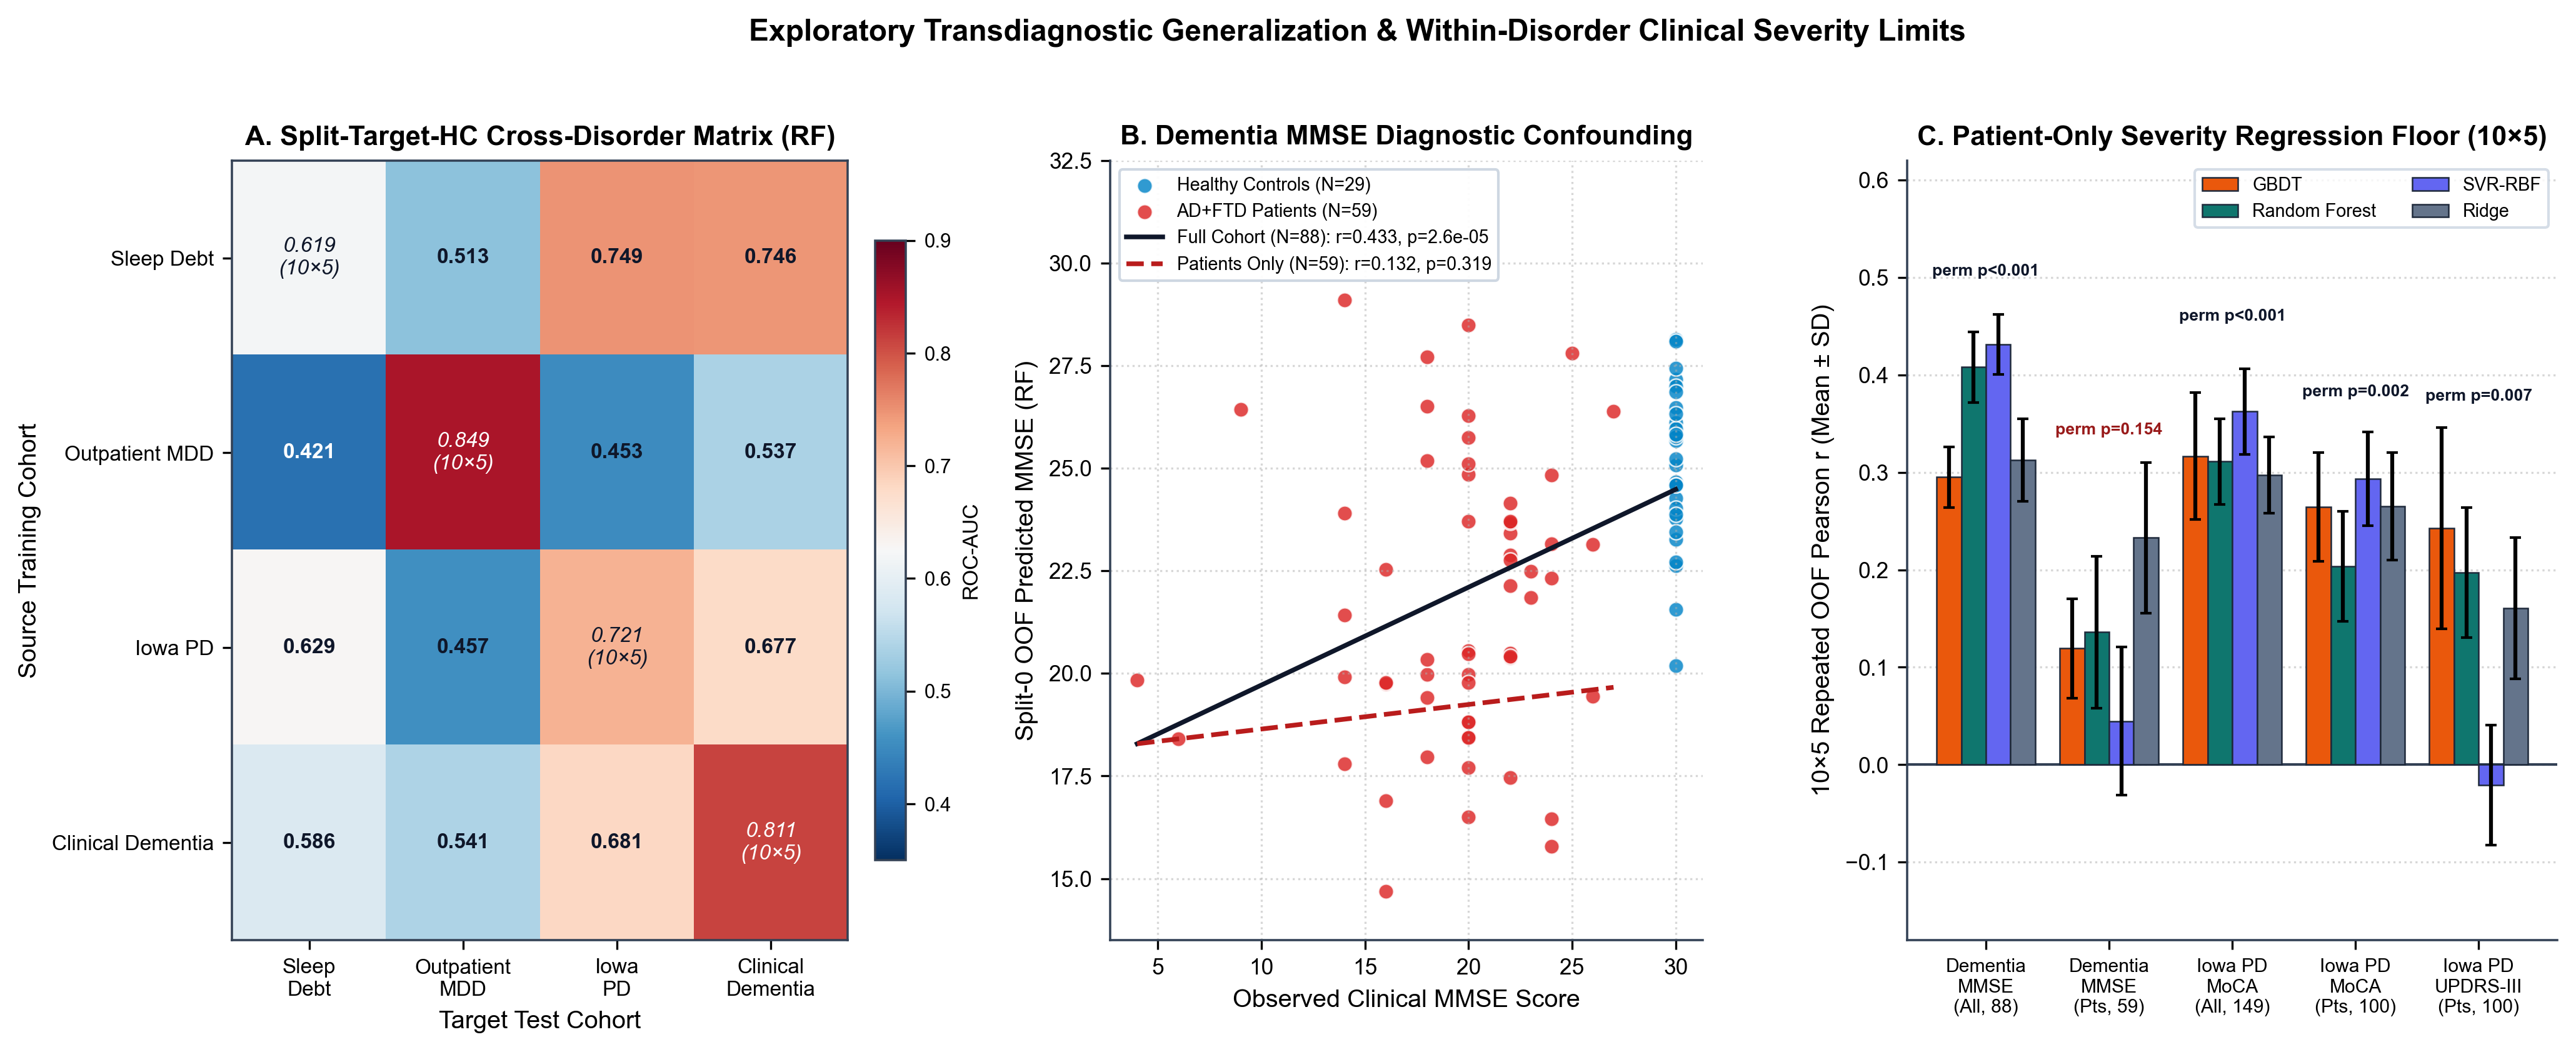 Exploratory Transdiagnostic Generalization & Within-Disorder Clinical Severity Limits
A. Split-Target-HC Cross-Disorder Matrix (RF)
Source Training Cohort
Sleep Debt
Outpatient MDD
Iowa PD
Clinical Dementia
0.619
(10×5)
0.513
0.749
0.746
0.421
0.849
(10×5)
0.453
0.537
0.629
0.457
0.721
(10×5)
0.677
0.586
0.541
0.681
0.811
(10×5)
Sleep
Debt
Outpatient
MDD
Iowa
PD
Clinical
Dementia
Target Test Cohort
0.9
0.8
0.7
0.6
0.5
0.4
ROC-AUC
B. Dementia MMSE Diagnostic Confounding
Split-0 OOF Predicted MMSE (RF)
32.5
30.0
27.5
25.0
22.5
20.0
17.5
15.0
Healthy Controls (N=29)
AD+FTD Patients (N=59)
Full Cohort (N=88): r=0.433, p=2.6e-05
Patients Only (N=59): r=0.132, p=0.319
5
10
15
20
25
30
Observed Clinical MMSE Score
C. Patient-Only Severity Regression Floor (10×5)
10×5 Repeated OOF Pearson r (Mean ± SD)
0.6
0.5
0.4
0.3
0.2
0.1
0.0
−0.1
GBDT
Random Forest
SVR-RBF
Ridge
perm p<0.001
perm p=0.154
perm p<0.001
perm p=0.002
perm p=0.007
Dementia
MMSE
(All, 88)
Dementia
MMSE
(Pts, 59)
Iowa PD
MoCA
(All, 149)
Iowa PD
MoCA
(Pts, 100)
Iowa PD
UPDRS-III
(Pts, 100)